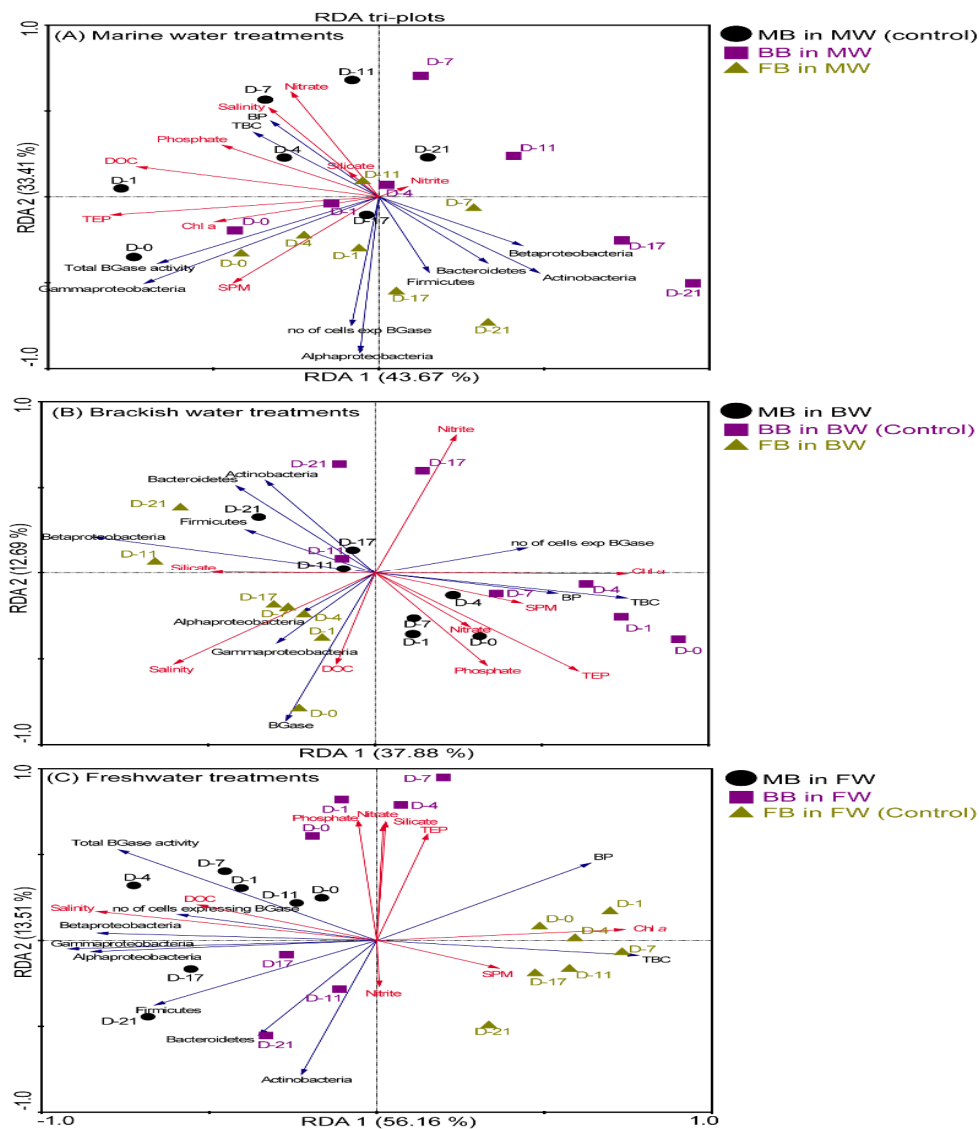 RDA tri-plots
1.0
(A) Marine water treatments
MB in MW (control)
BB in MW
FB in MW
D-7
D-11
Nitrate
D-7
Salinity
BP
TBC
Phosphate
D-4
D-21
D-11
DOC
Silicate
D-11
Nitrite
D-4
D-1
D-7
TEP
D-1
Chl a
D-0
D-17
D-4
D-1
D-17
D-0
D-0
Betaproteobacteria
Total BGase activity
Bacteroidetes
Actinobacteria
Firmicutes
Gammaproteobacteria
SPM
D-17
D-21
no of cells exp BGase
D-21
Alphaproteobacteria
RDA 2 (33.41 %)
-1.0
RDA 1 (43.67 %)
1.0
(B) Brackish water treatments
MB in BW
BB in BW (Control)
FB in BW
Nitrite
D-21
D-17
Actinobacteria
Bacteroidetes
D-21
D-21
Firmicutes
Betaproteobacteria
D-17
D-11
D-11
no of cells exp BGase
D-11
Silicate
Chl a
D-4
D-7
BP
TBC
D-17
D-4
SPM
D-7
D-4
Alphaproteobacteria
D-7
Nitrate
D-1
D-1
D-1
D-0
D-0
Gammaproteobacteria
Salinity
DOC
Phosphate
TEP
D-0
BGase
RDA 2 (12.69 %)
-1.0
RDA 1 (37.88 %)
1.0
(C) Freshwater treatments
MB in FW
BB in FW
FB in FW (Control)
D-7
D-1
D-4
Phosphate
Nitrate
Silicate
D-0
TEP
Total BGase activity
D-7
BP
D-4
D-1
D-11
D-0
DOC
no of cells expressing BGase
Salinity
D-1
D-0
Betaproteobacteria
Chl a
D-4
Gammaproteobacteria
D-7
Alphaproteobacteria
D17
TBC
SPM
D-11
D-17
D-17
Nitrite
D-11
Firmicutes
D-21
D-21
Bacteroidetes
D-21
Actinobacteria
RDA 2 (13.51 %)
-1.0
-1.0
RDA 1 (56.16 %)
1.0